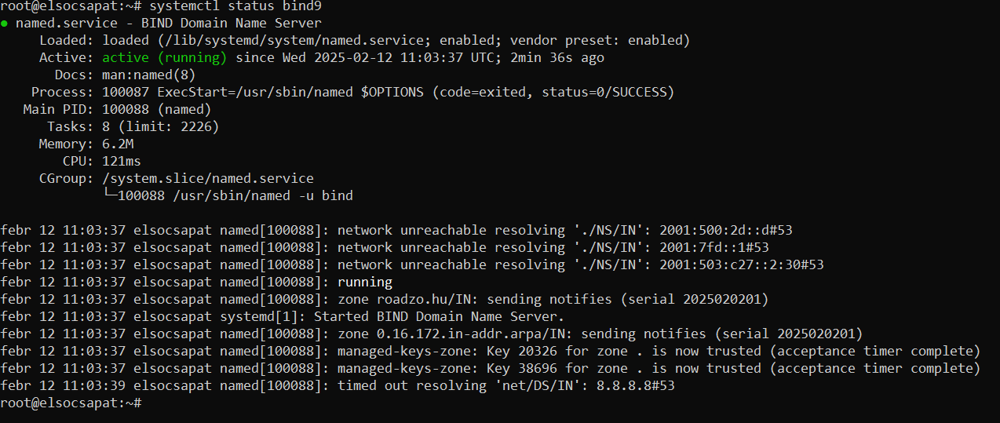 root@elsocsapat:~# systemctl status bind9
● named.service - BIND Domain Name Server
     Loaded: loaded (/lib/systemd/system/named.service; enabled; vendor preset: enabled)
     Active: active (running) since Wed 2025-02-12 11:03:37 UTC; 2min 36s ago
       Docs: man:named(8)
    Process: 100087 ExecStart=/usr/sbin/named $OPTIONS (code=exited, status=0/SUCCESS)
   Main PID: 100088 (named)
      Tasks: 8 (limit: 2226)
     Memory: 6.2M
        CPU: 121ms
     CGroup: /system.slice/named.service
             └─100088 /usr/sbin/named -u bind

febr 12 11:03:37 elsocsapat named[100088]: network unreachable resolving './NS/IN': 2001:500:2d::d#53
febr 12 11:03:37 elsocsapat named[100088]: network unreachable resolving './NS/IN': 2001:7fd::1#53
febr 12 11:03:37 elsocsapat named[100088]: network unreachable resolving './NS/IN': 2001:503:c27::2:30#53
febr 12 11:03:37 elsocsapat named[100088]: running
febr 12 11:03:37 elsocsapat named[100088]: zone roadzo.hu/IN: sending notifies (serial 2025020201)
febr 12 11:03:37 elsocsapat systemd[1]: Started BIND Domain Name Server.
febr 12 11:03:37 elsocsapat named[100088]: zone 0.16.172.in-addr.arpa/IN: sending notifies (serial 2025020201)
febr 12 11:03:37 elsocsapat named[100088]: managed-keys-zone: Key 20326 for zone . is now trusted (acceptance timer complete)
febr 12 11:03:37 elsocsapat named[100088]: managed-keys-zone: Key 38696 for zone . is now trusted (acceptance timer complete)
febr 12 11:03:39 elsocsapat named[100088]: timed out resolving 'net/DS/IN': 8.8.8.8#53
root@elsocsapat:~#